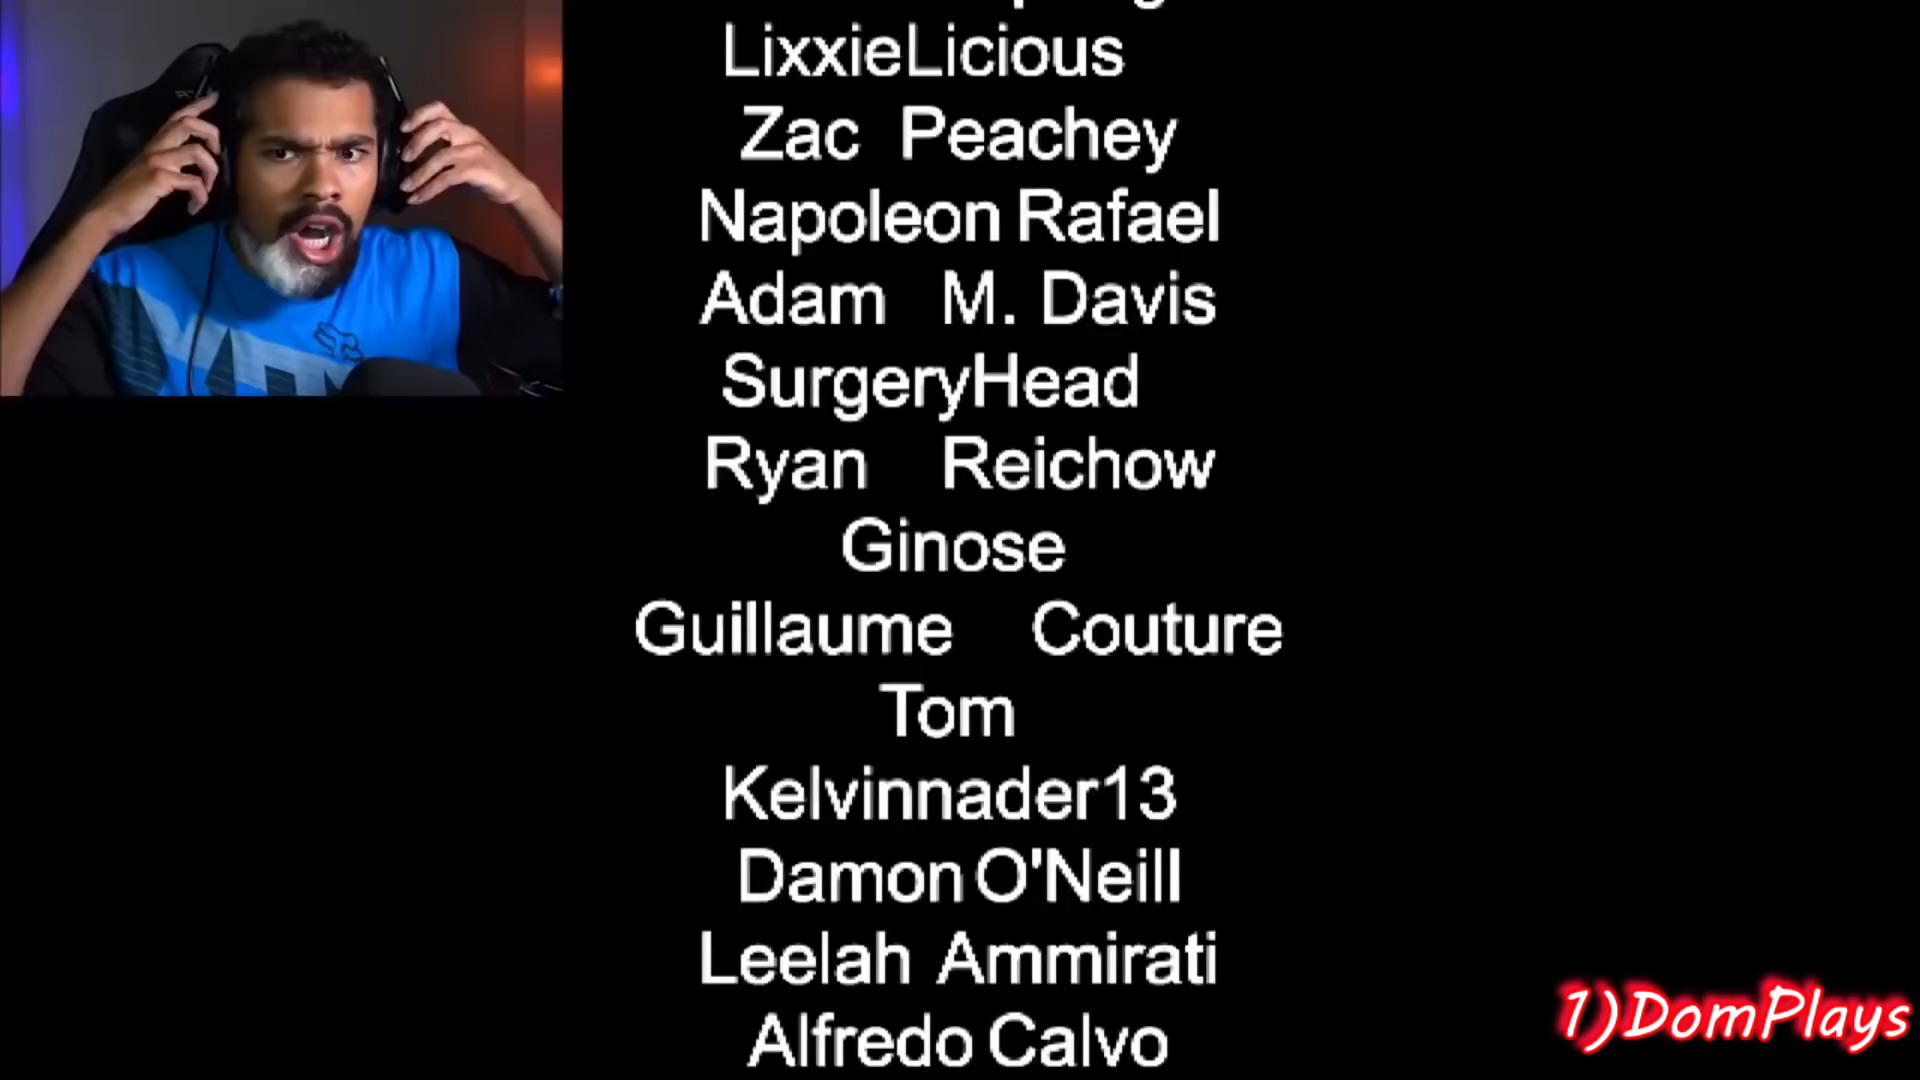 LixxieLicious
Zac Peachey
Napoleon Rafael
Adam M. Davis
SurgeryHead
Ryan Reichow
Ginose
Guillaume Couture
Tom
Kelvinnader13
Damon O'Neill
Leelah Ammirati
Alfredo Calvo
1)DomPlays